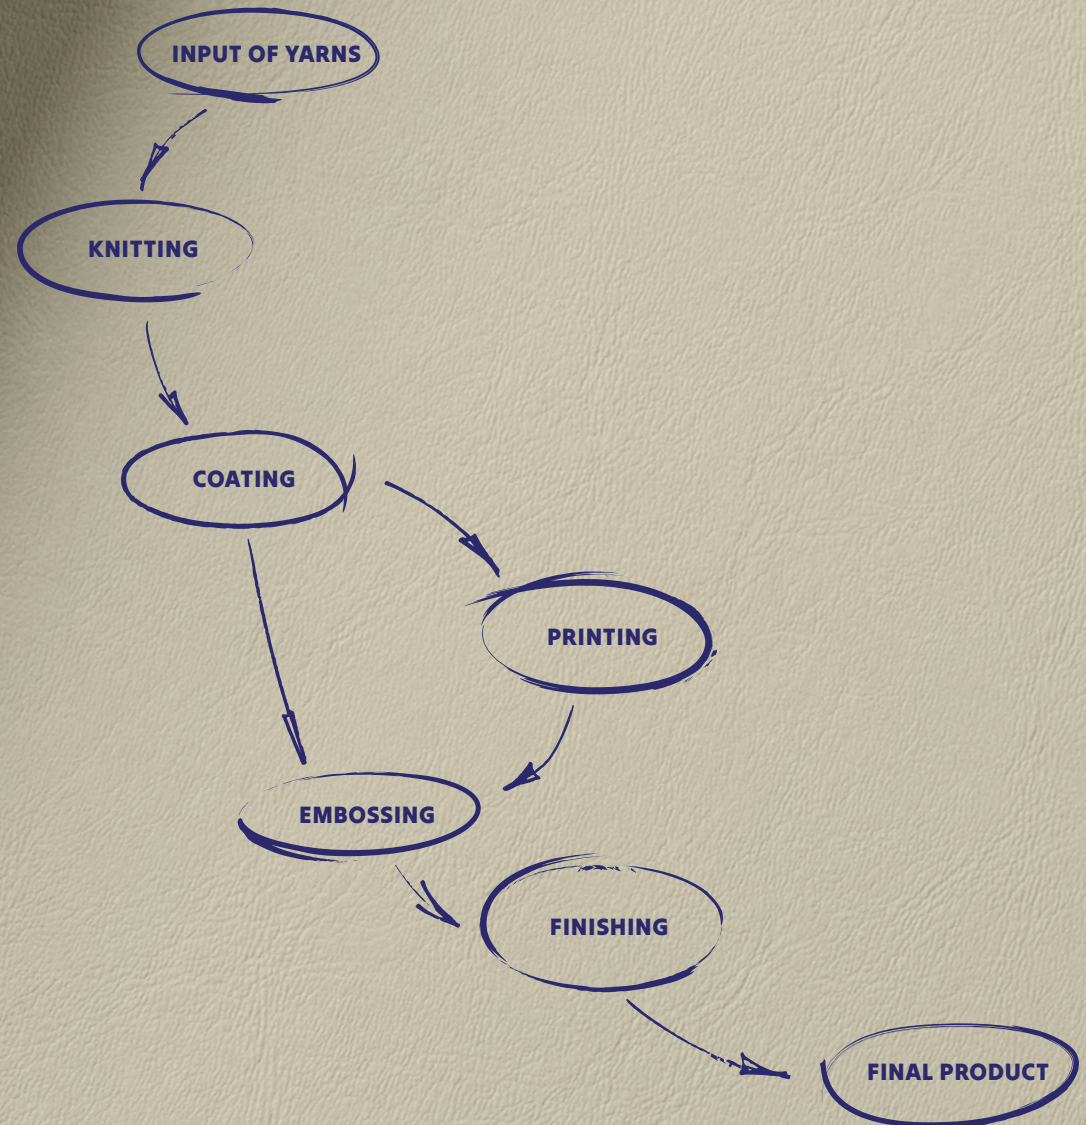 INPUT OF YARNS
KNITTING
COATING
PRINTING
EMBOSSING
FINISHING
FINAL PRODUCT